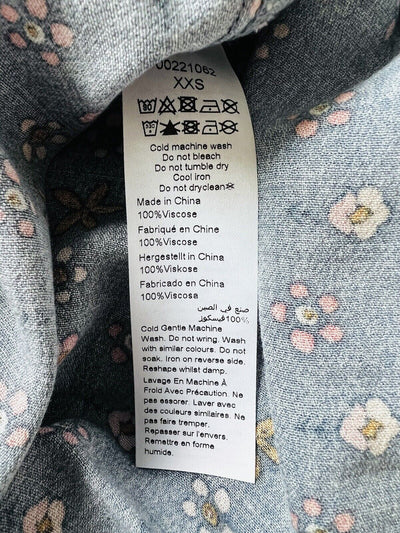 00221062
XXS
Cold machine wash
Do not bleach
Do not tumble dry
Cool iron
Do not dryclean
Made in China
100%Viscose
Fabriqué en Chine
100%Viscose
Hergestellt in China
100%Viskose
Fabricado en China
100%Viscosa
صنع في الصين
100%فيسكوز
Cold Gentle Machine
Wash. Do not wring. Wash
with similar colours. Do not
soak. Iron on reverse side.
Reshape whilst damp.
Lavage En Machine À
Froid Avec Précaution. Ne
pas essorer. Laver avec
des couleurs similaires. Ne
pas faire tremper.
Repasser sur l'envers.
Remettre en forme
humide.